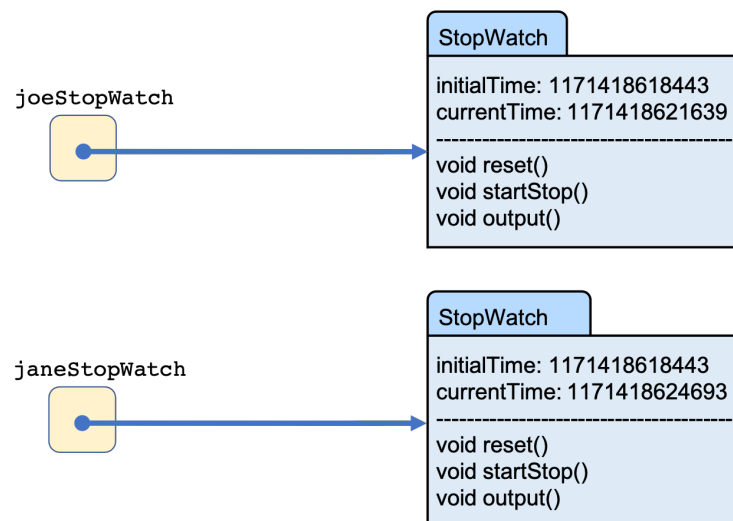 StopWatch
joeStopWatch
initialTime: 1171418618443
currentTime: 1171418621639
----------------------------------
void reset()
void startStop()
void output()
StopWatch
janeStopWatch
initialTime: 1171418618443
currentTime: 1171418624693
----------------------------------
void reset()
void startStop()
void output()